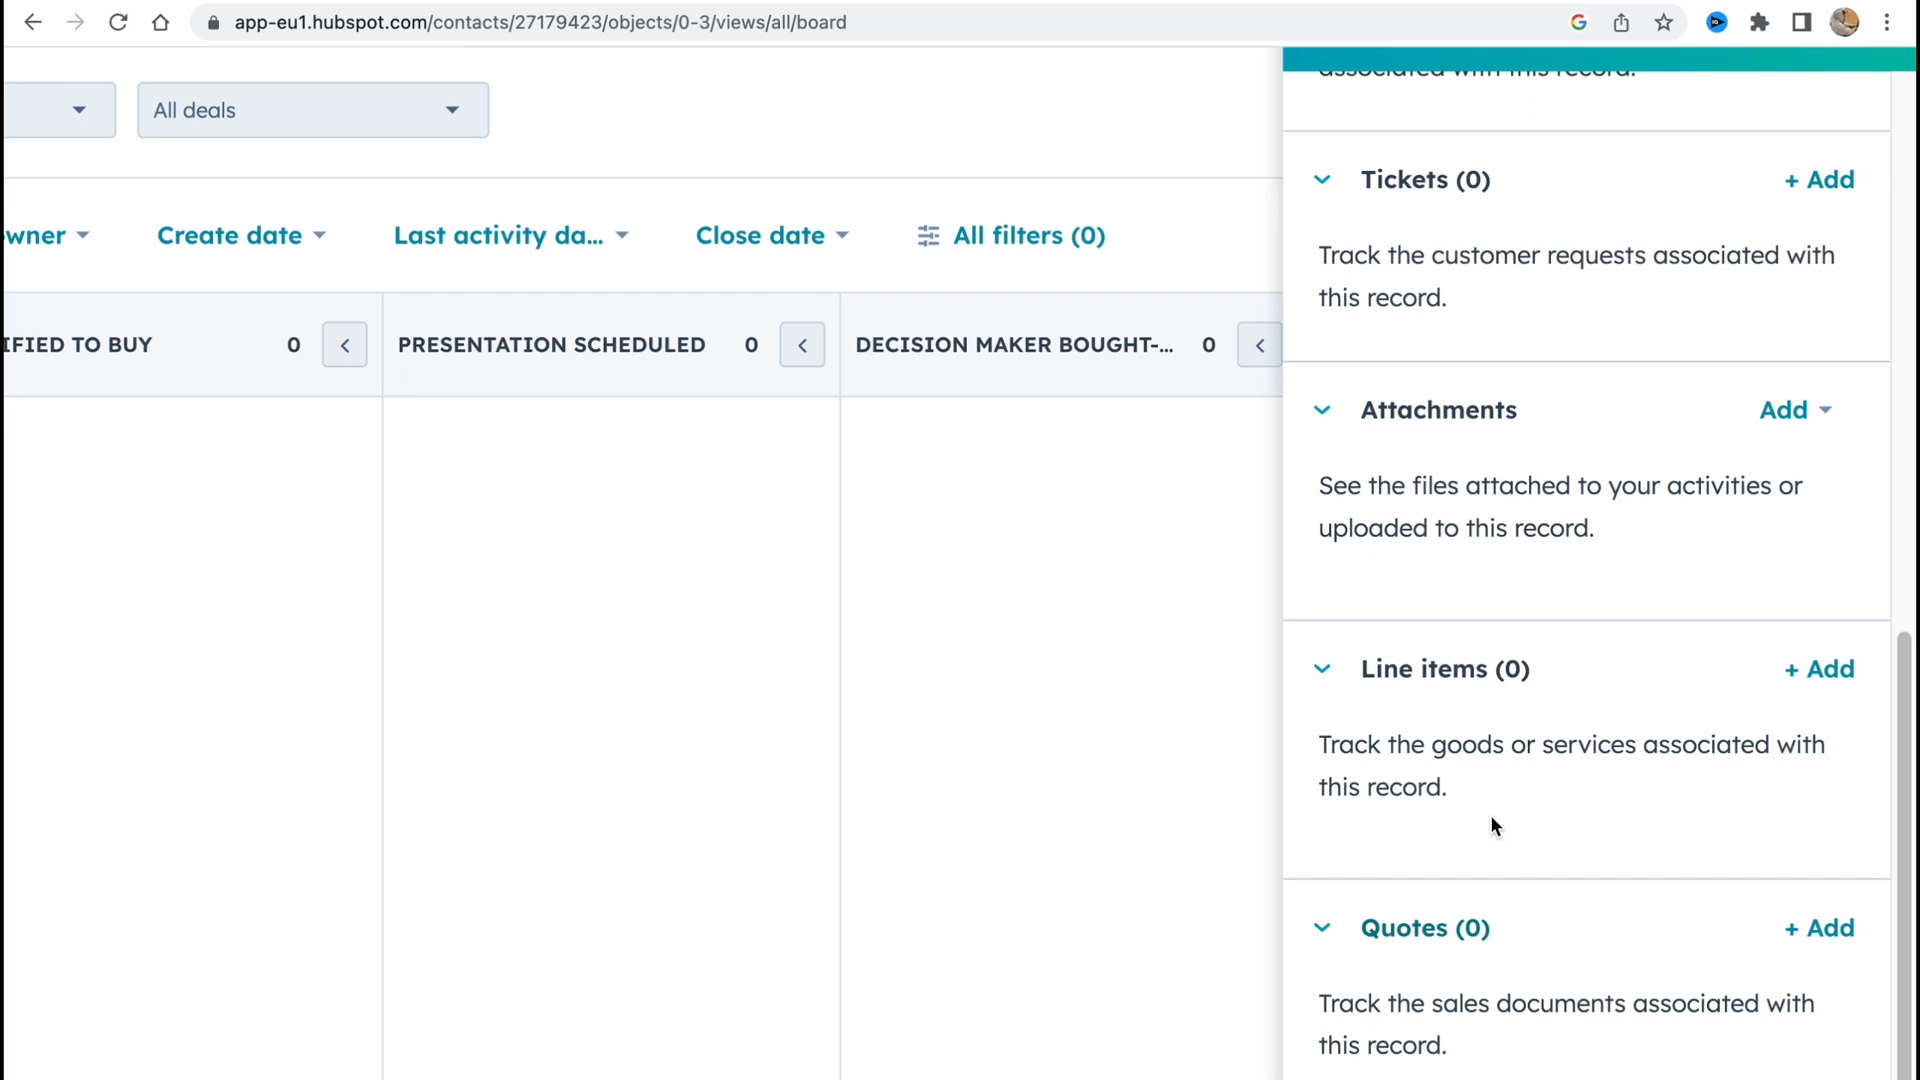 app-eu1.hubspot.com/contacts/27179423/objects/0-3/views/all/board
All deals
Create date
Last activity da...
Close date
All filters (0)
TO BUY 0
PRESENTATION SCHEDULED 0
DECISION MAKER BOUGHT-... 0
associated with this record.
Tickets (0) + Add
Track the customer requests associated with
this record.
Attachments Add
See the files attached to your activities or
uploaded to this record.
Line items (0) + Add
Track the goods or services associated with
this record.
Quotes (0) + Add
Track the sales documents associated with
this record.